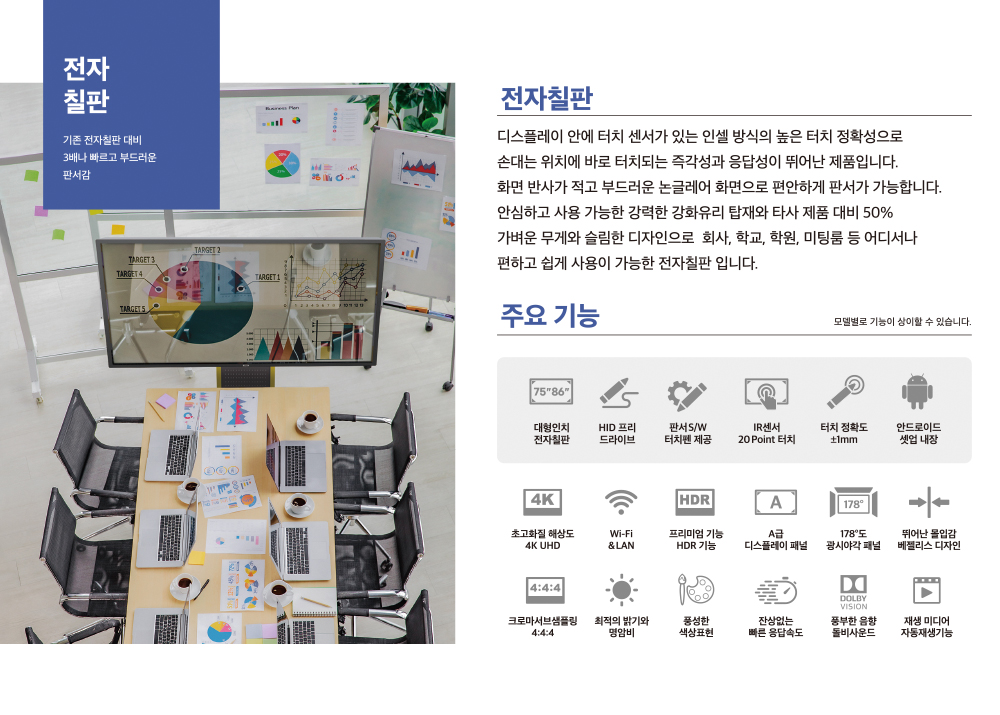 전자
칠판
기존 전자칠판 대비
3배나 빠르고 부드러운
판서감
Business Plan
TARGET 2
TARGET 3
TARGET 4
TARGET 1
TARGET 5
전자칠판
디스플레이 안에 터치 센서가 있는 인셀 방식의 높은 터치 정확성으로
손대는 위치에 바로 터치되는 즉각성과 응답성이 뛰어난 제품입니다.
화면 반사가 적고 부드러운 논글레어 화면으로 편안하게 판서가 가능합니다.
안심하고 사용 가능한 강력한 강화유리 탑재와 타사 제품 대비 50%
가벼운 무게와 슬림한 디자인으로 회사, 학교, 학원, 미팅룸 등 어디서나
편하고 쉽게 사용이 가능한 전자칠판 입니다.
주요 기능
모델별로 기능이 상이할 수 있습니다.
75"86"
대형인치
전자칠판
HID 프리
드라이브
판서S/W
터치펜 제공
IR센서
20Point 터치
터치 정확도
±1mm
안드로이드
셋업 내장
4K
초고화질 해상도
4K UHD
Wi-Fi
&LAN
HDR
프리미엄 기능
HDR 기능
A
A급
디스플레이 패널
178°
178°도
광시야각 패널
뛰어난 몰입감
베젤리스 디자인
4:4:4
크로마서브샘플링
4:4:4
최적의 밝기와
명암비
풍성한
색상표현
잔상없는
빠른 응답속도
DOLBY
VISION
풍부한 음향
돌비사운드
재생 미디어
자동재생기능